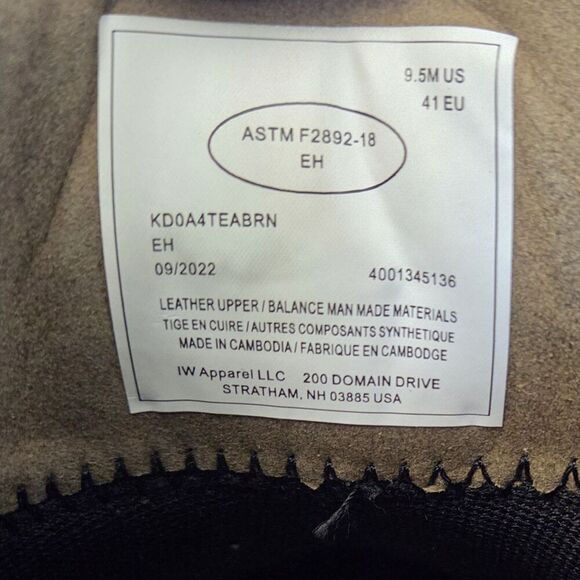 9.5M US
41 EU
ASTM F2892-18
EH
KD0A4TEABRN
EH
09/2022 4001345136
LEATHER UPPER / BALANCE MAN MADE MATERIALS
TIGE EN CUIRE / AUTRES COMPOSANTS SYNTHETIQUE
MADE IN CAMBODIA / FABRIQUE EN CAMBODGE
IW Apparel LLC 200 DOMAIN DRIVE
STRATHAM, NH 03885 USA